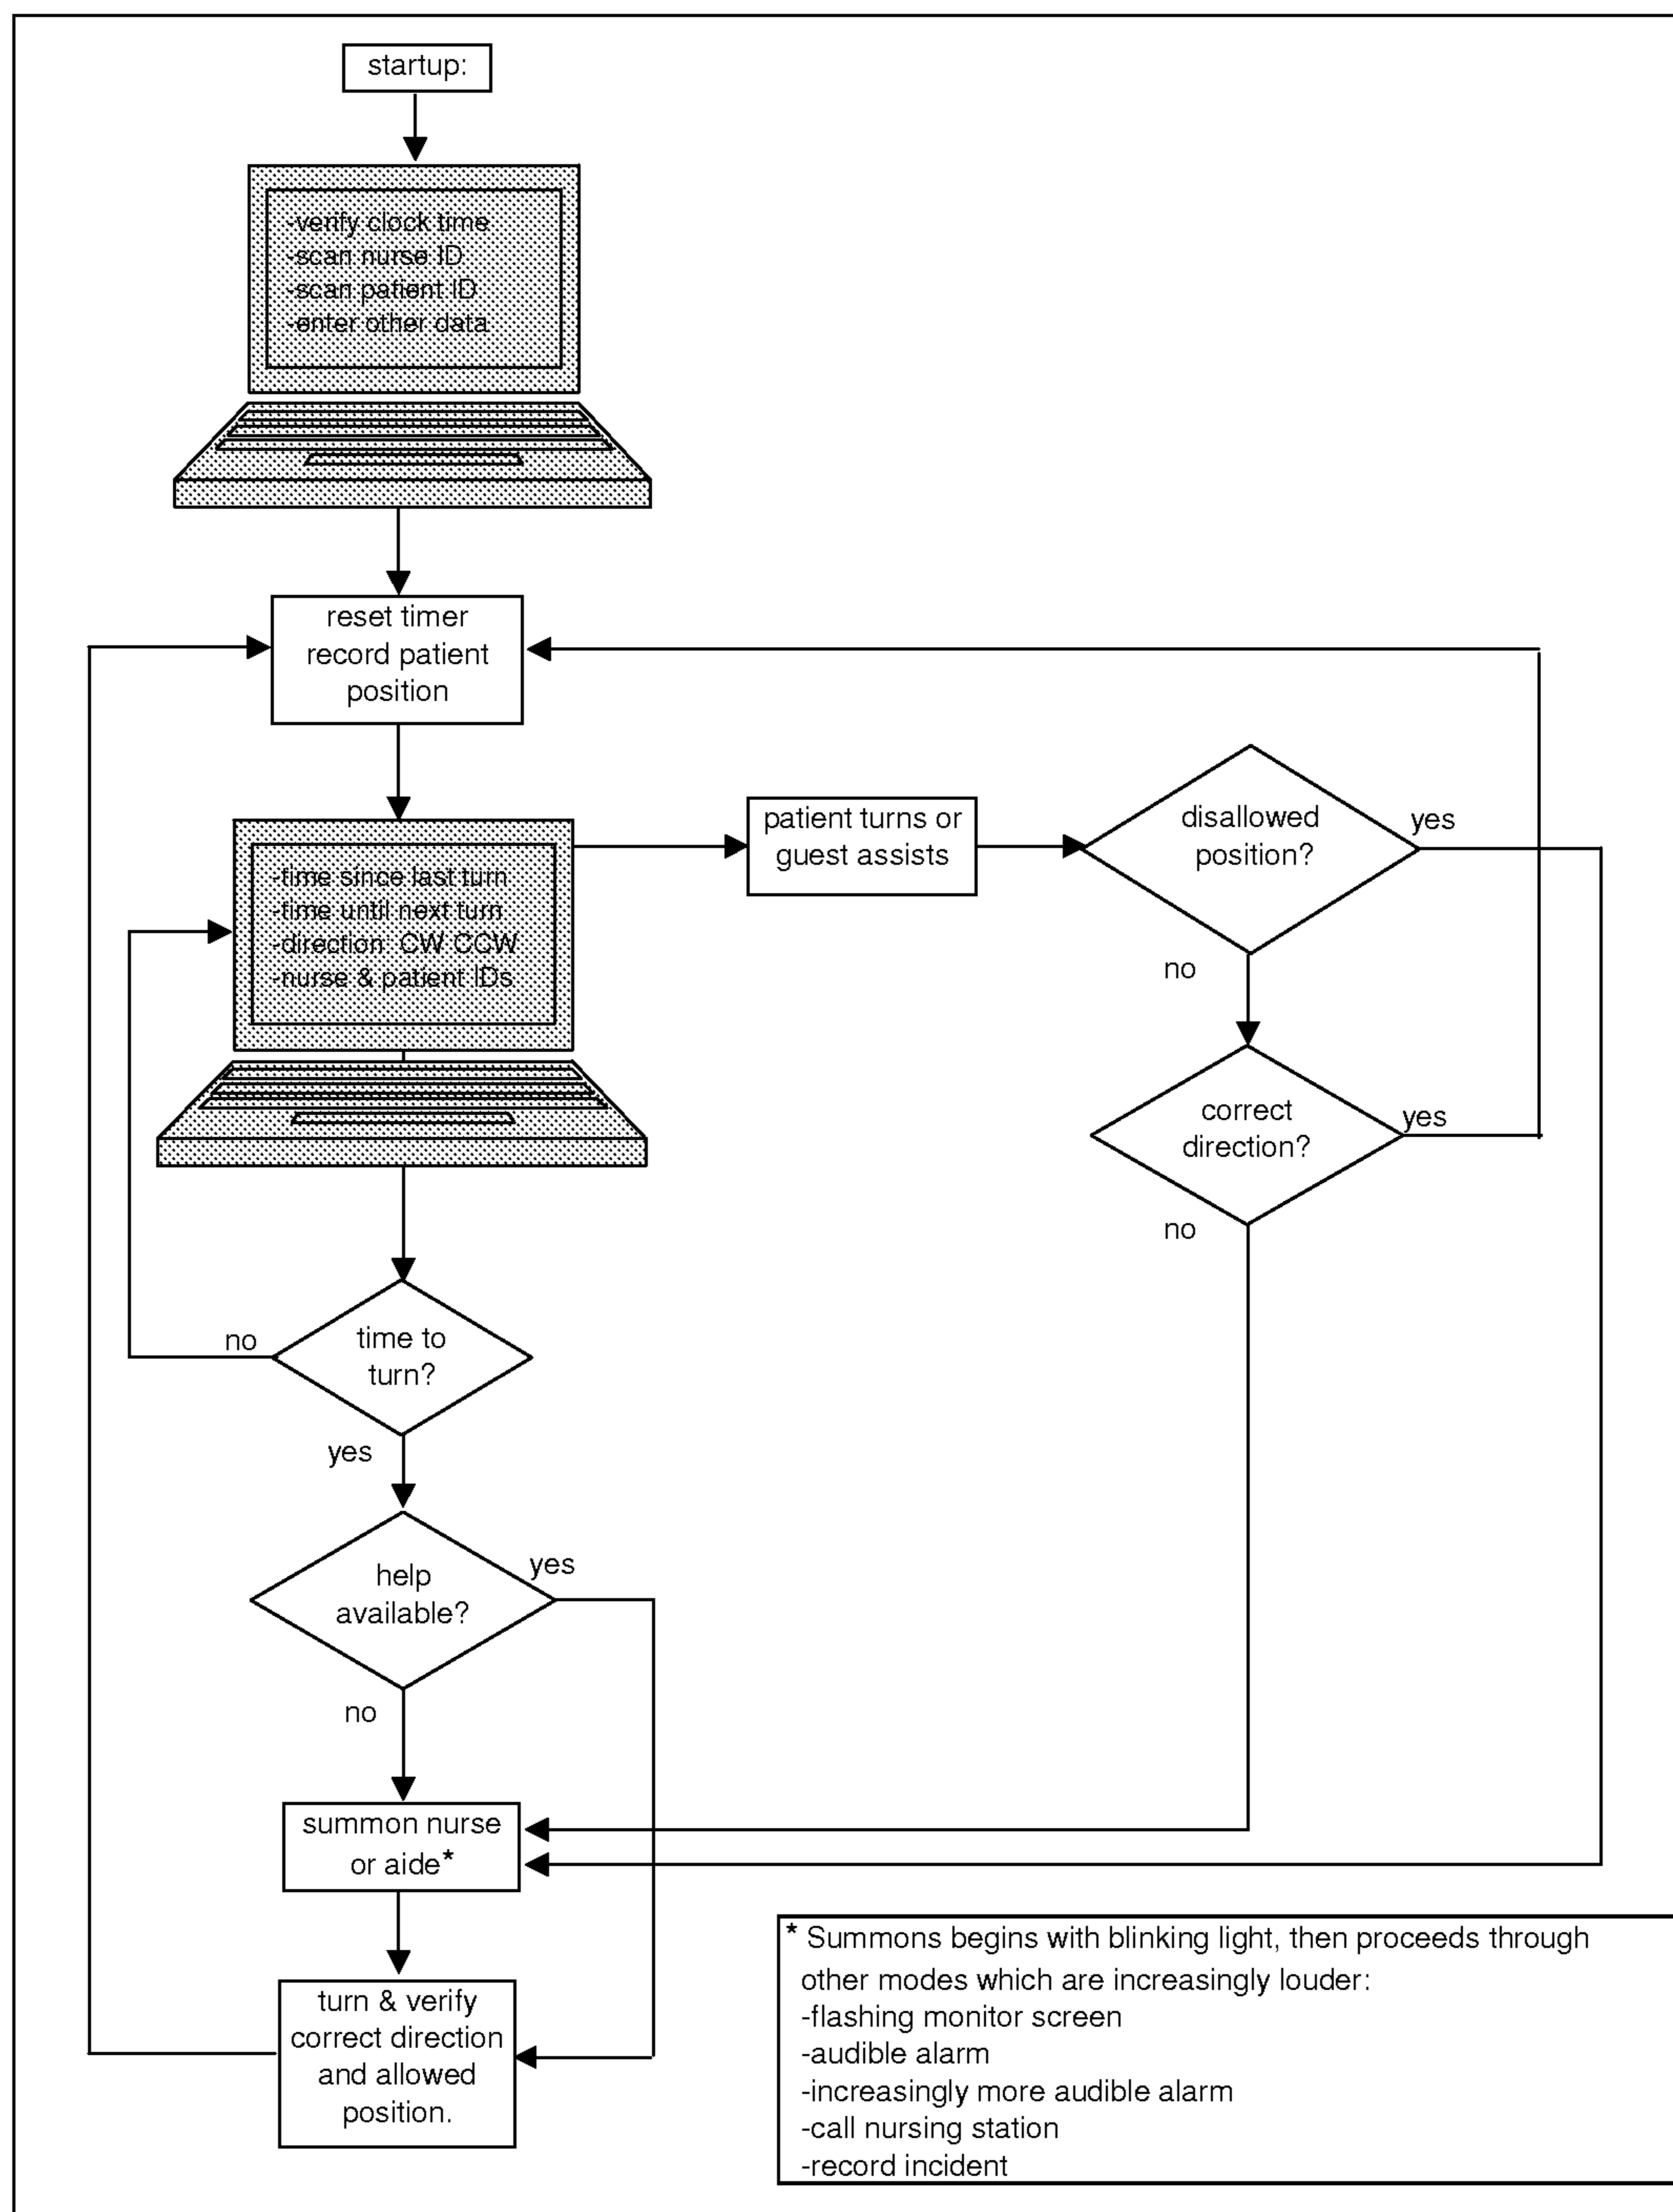 startup:
-verify clock time
-scan nurse ID
-scan patient ID
-enter other data
reset timer
record patient
position
-time since last turn
-time until next turn
-direction CW CCW
-nurse & patient IDs
patient turns or
guest assists
disallowed
position?
yes
no
correct
direction?
yes
no
time to
turn?
no
yes
help
available?
yes
no
summon nurse
or aide*
turn & verify
correct direction
and allowed
position.
* Summons begins with blinking light, then proceeds through
other modes which are increasingly louder:
-flashing monitor screen
-audible alarm
-increasingly more audible alarm
-call nursing station
-record incident